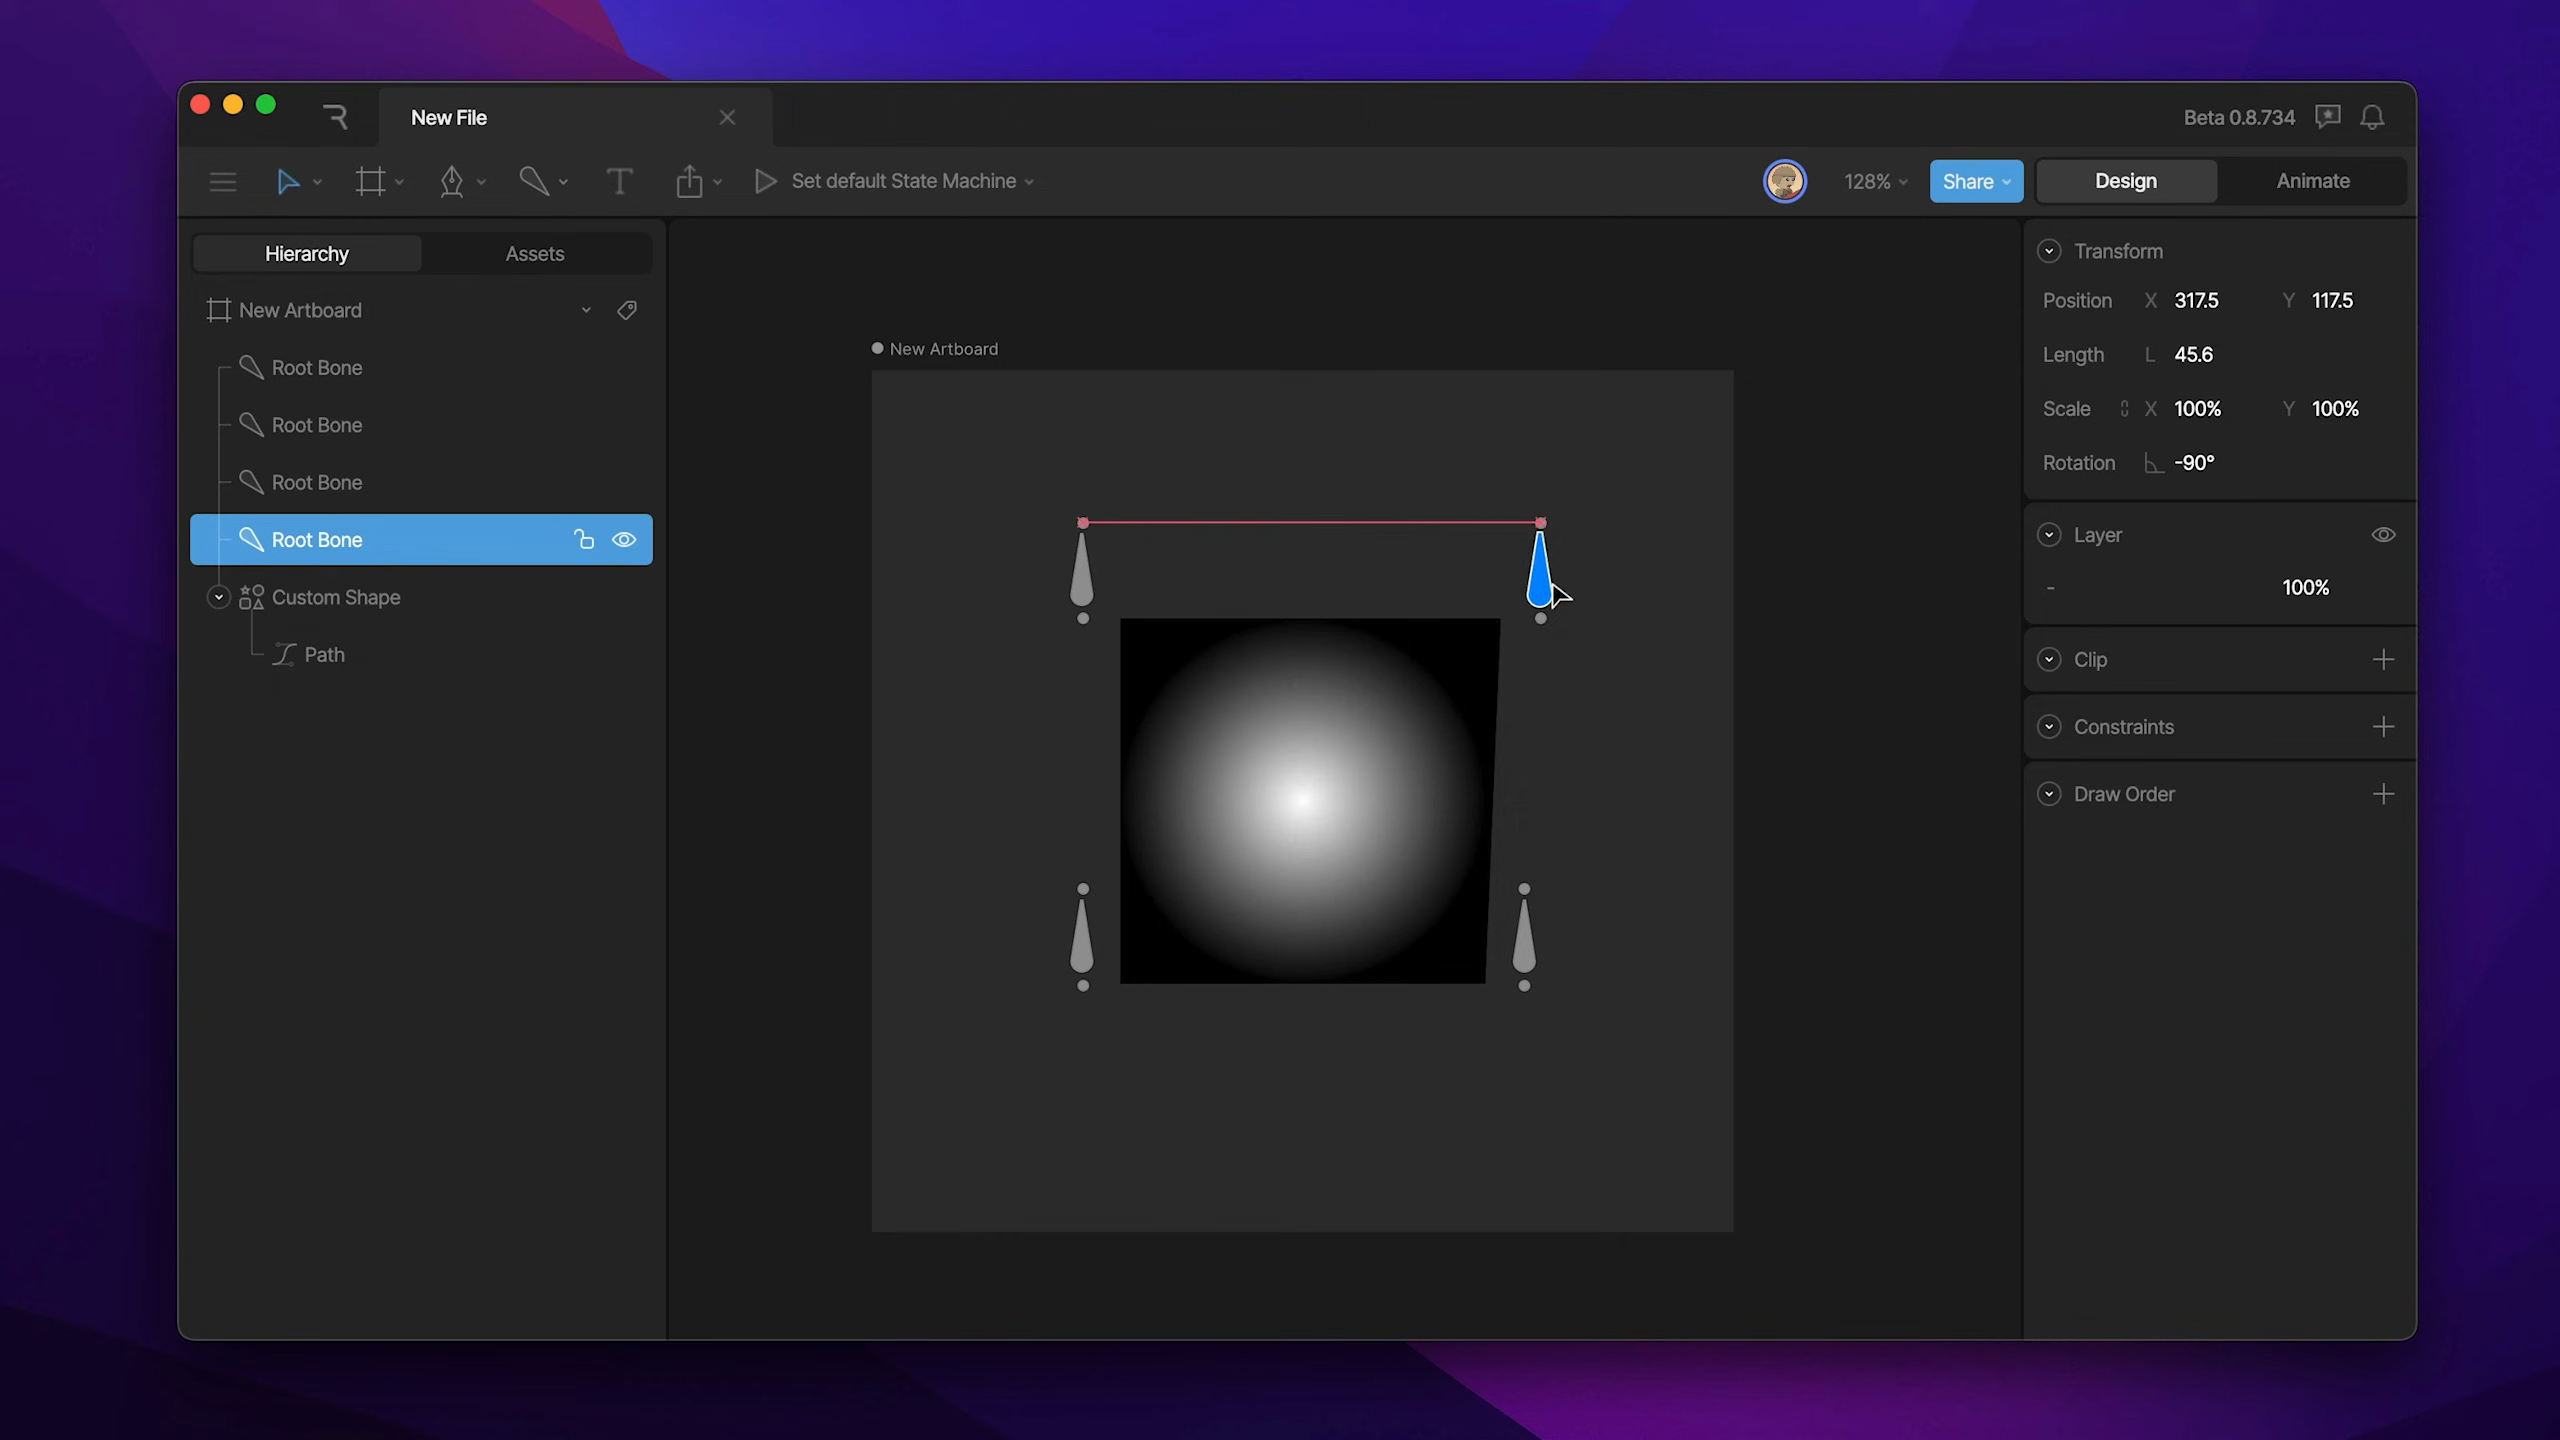 New File
Beta 0.8.734
Set default State Machine
128%
Share
Design
Animate
Hierarchy
Assets
New Artboard
Root Bone
Root Bone
Root Bone
Root Bone
Custom Shape
Path
New Artboard
Transform
Position X 317.5 Y 117.5
Length L 45.6
Scale X 100% Y 100%
Rotation -90°
Layer
- 100%
Clip
Constraints
Draw Order